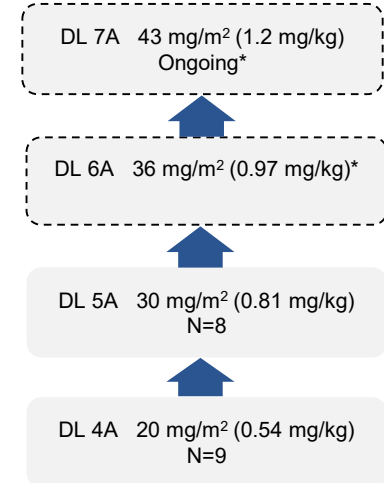 DL 7A 43 mg/m² (1.2 mg/kg)
Ongoing*
DL 6A 36 mg/m² (0.97 mg/kg)*
DL 5A 30 mg/m² (0.81 mg/kg)
N=8
DL 4A 20 mg/m² (0.54 mg/kg)
N=9